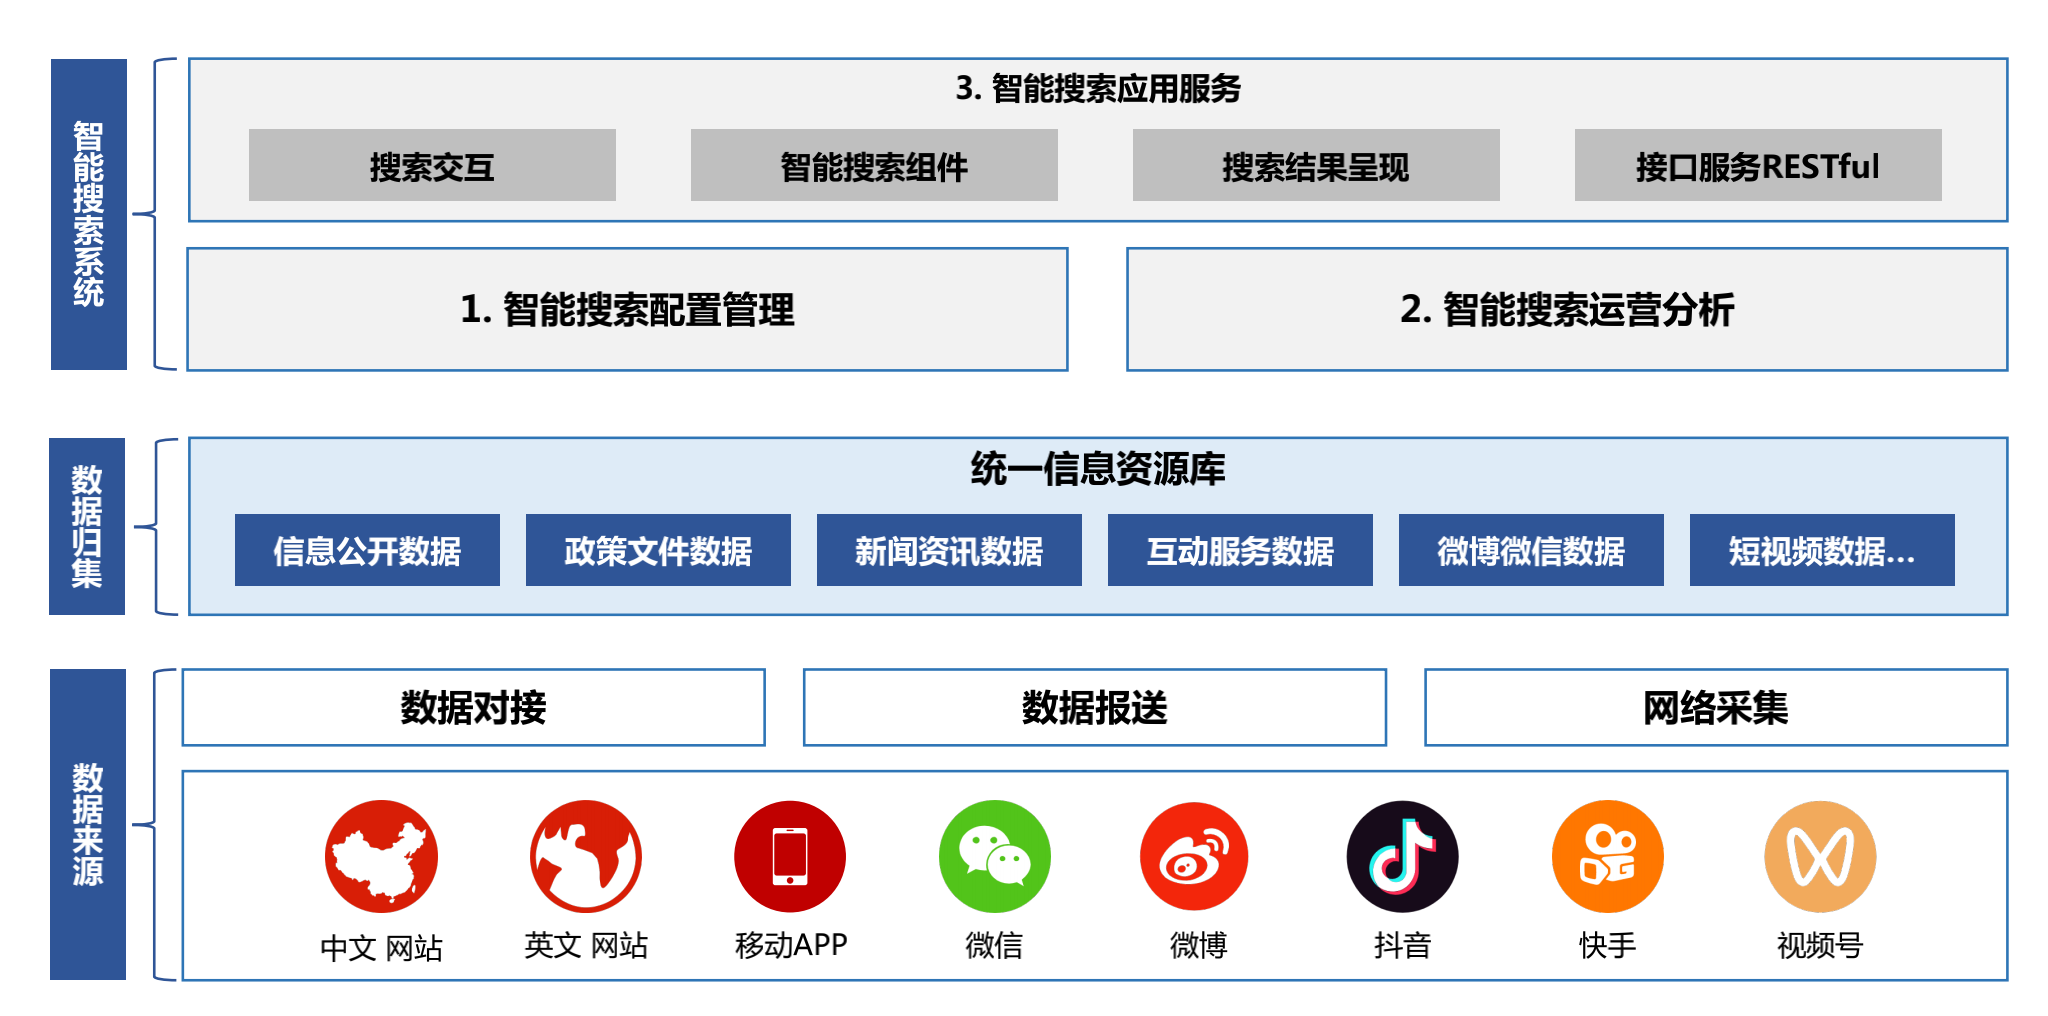 智能搜索系统
3. 智能搜索应用服务
搜索交互
智能搜索组件
搜索结果呈现
接口服务RESTful
1. 智能搜索配置管理
2. 智能搜索运营分析
数据归集
统一信息资源库
信息公开数据
政策文件数据
新闻资讯数据
互动服务数据
微博微信数据
短视频数据...
数据来源
数据对接
数据报送
网络采集
中文 网站
英文 网站
移动APP
微信
微博
抖音
快手
视频号